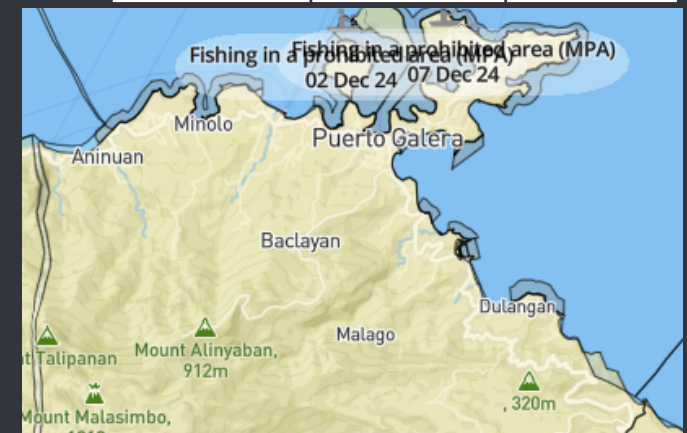 Fishing in a prohibited area (MPA)
Fishing in a prohibited area (MPA)
02 Dec 24
07 Dec 24
Minolo
Puerto Galera
Aninuan
Baclayan
Dulangan
Malago
Talipanan
Mount Alinyaban,
912m
, 320m
Mount Malasimbo,